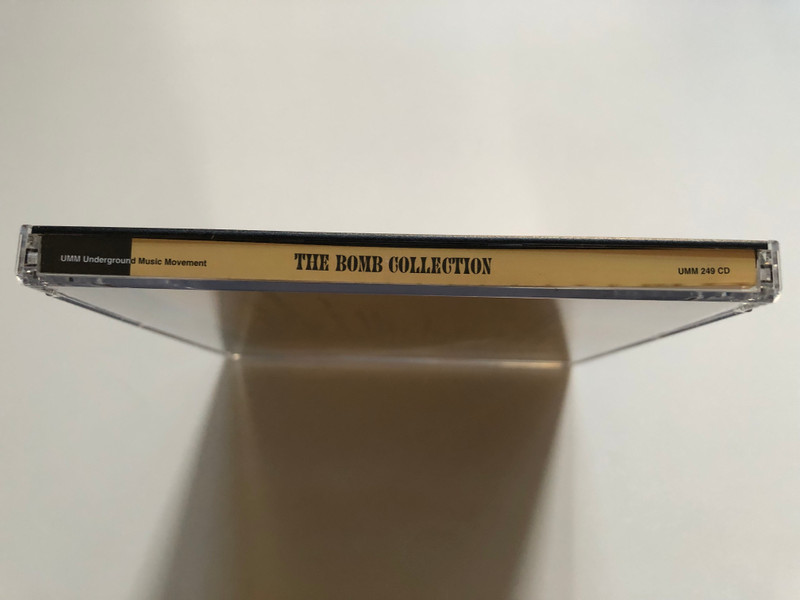 UMM Underground Music Movement
THE BOMB COLLECTION
UMM 249 CD